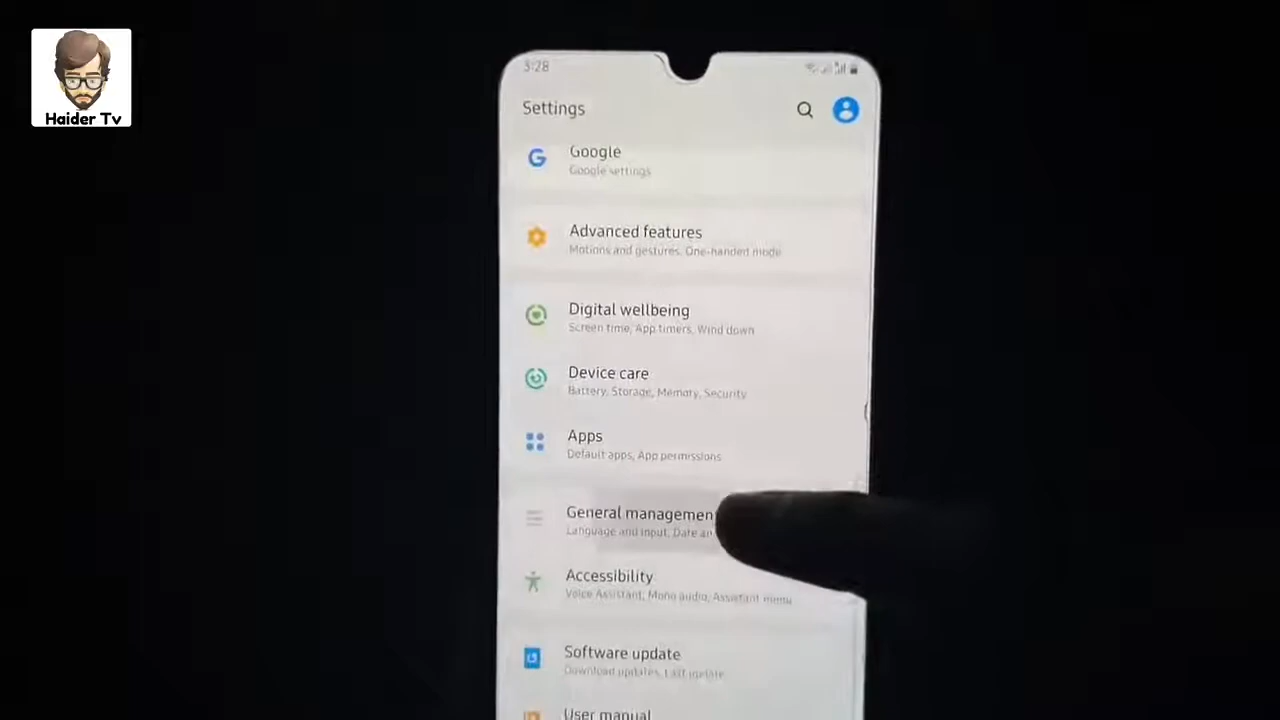 Haider Tv
3:28
Settings
Google
Google settings
Advanced features
Motions and gestures, One-handed mode
Digital wellbeing
Screen time, App timers, Wind down
Device care
Battery, Storage, Memory, Security
Apps
Default apps, App permissions
General managemen
Language and input, Date an
Accessibility
Voice Assistant, Mono audio, Assistant menu
Software update
Download updates, Last update
User manual